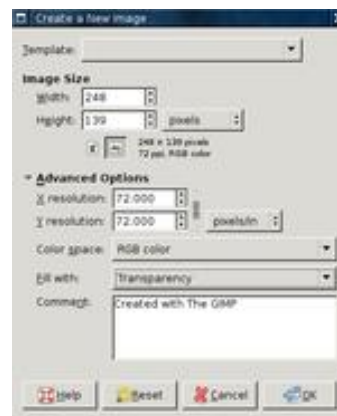 Create a New Image
Template:
Image Size
Width: 248
Height: 139 pixels
248 x 139 pixels
72 ppi, RGB color
Advanced Options
X resolution: 72.000
Y resolution: 72.000 pixels/in
Color space: RGB color
Fill with: Transparency
Comment: Created with The GIMP
Help Reset Cancel OK